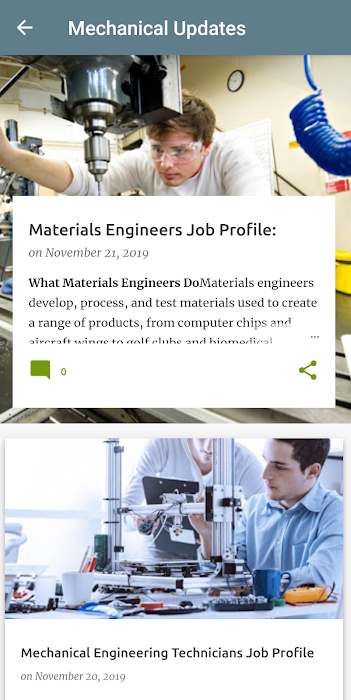 Mechanical Updates
Materials Engineers Job Profile:
on November 21, 2019
What Materials Engineers DoMaterials engineers
develop, process, and test materials used to create
a range of products, from computer chips and
aircraft wings to golf clubs and biomedical
...
0
Mechanical Engineering Technicians Job Profile
on November 20, 2019